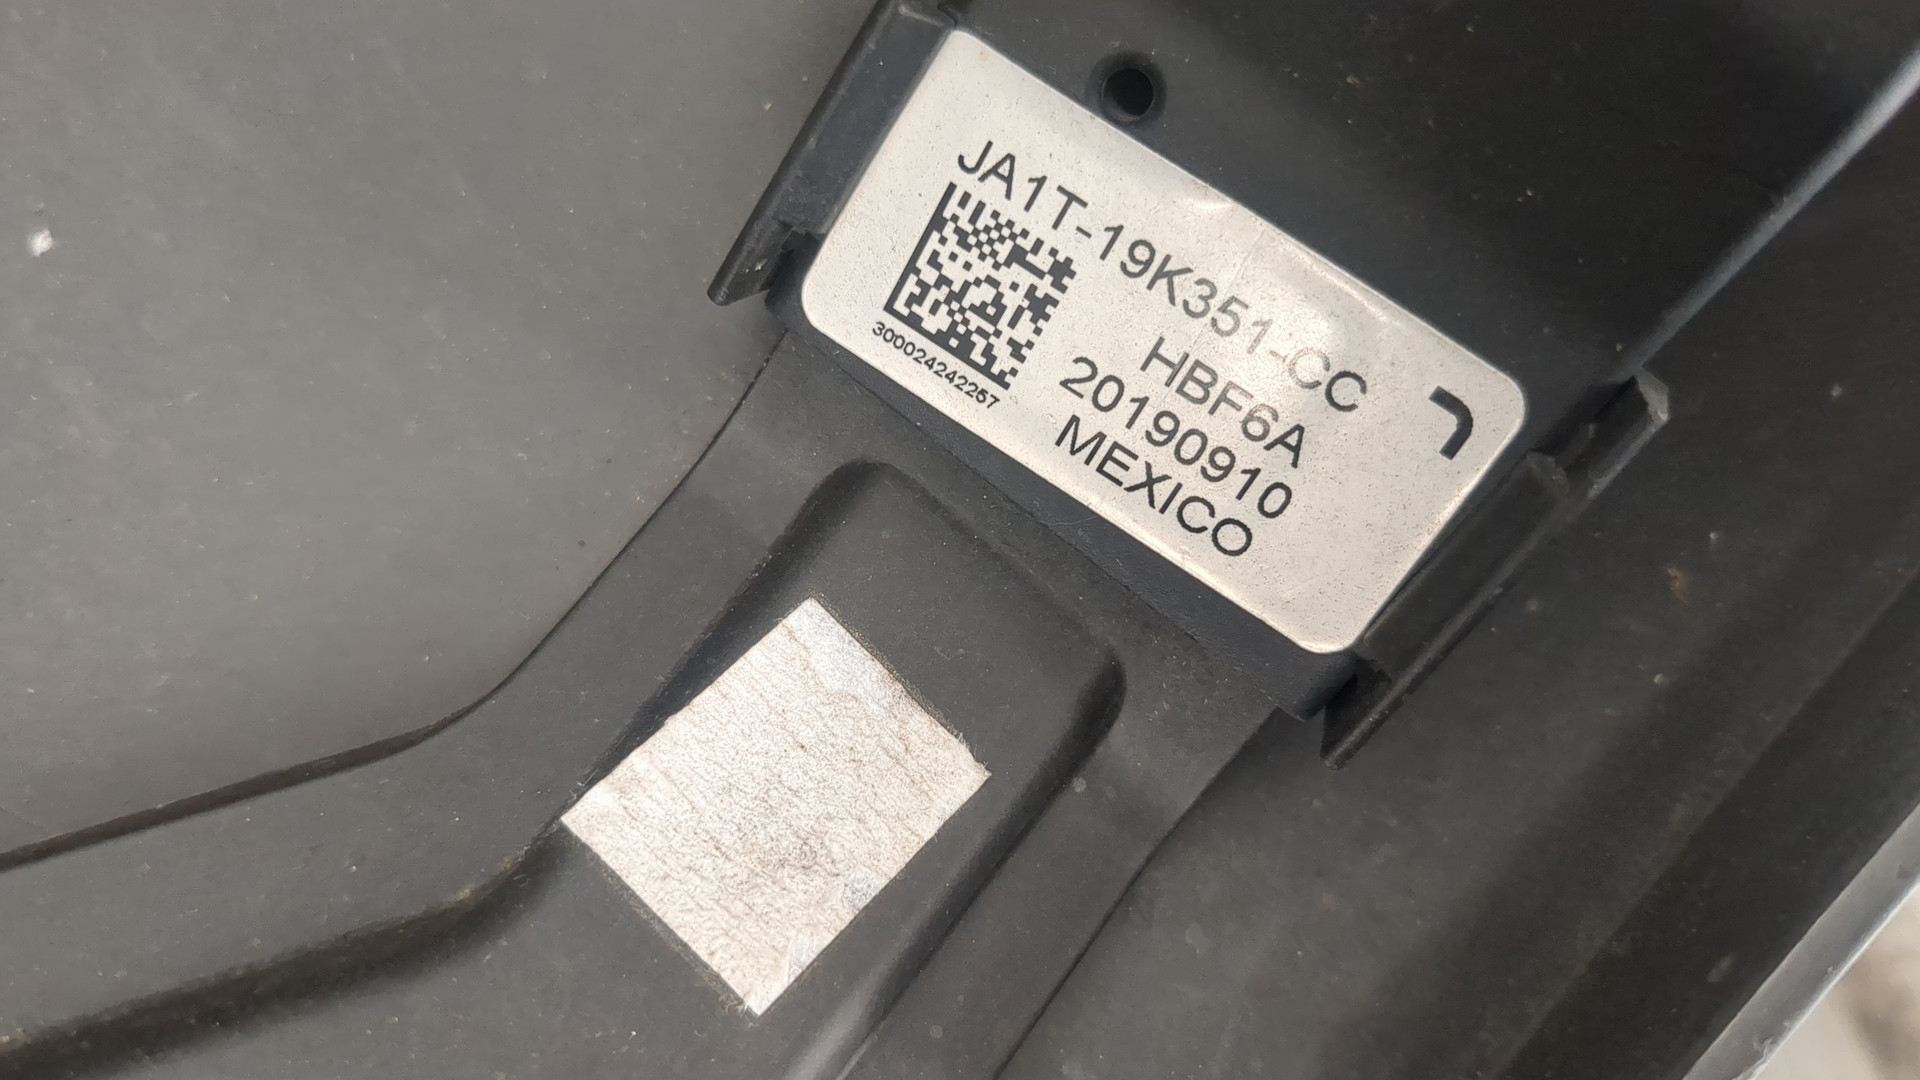 JA1T-19K351-CC
HBF6A
20190910
MEXICO
300024242257